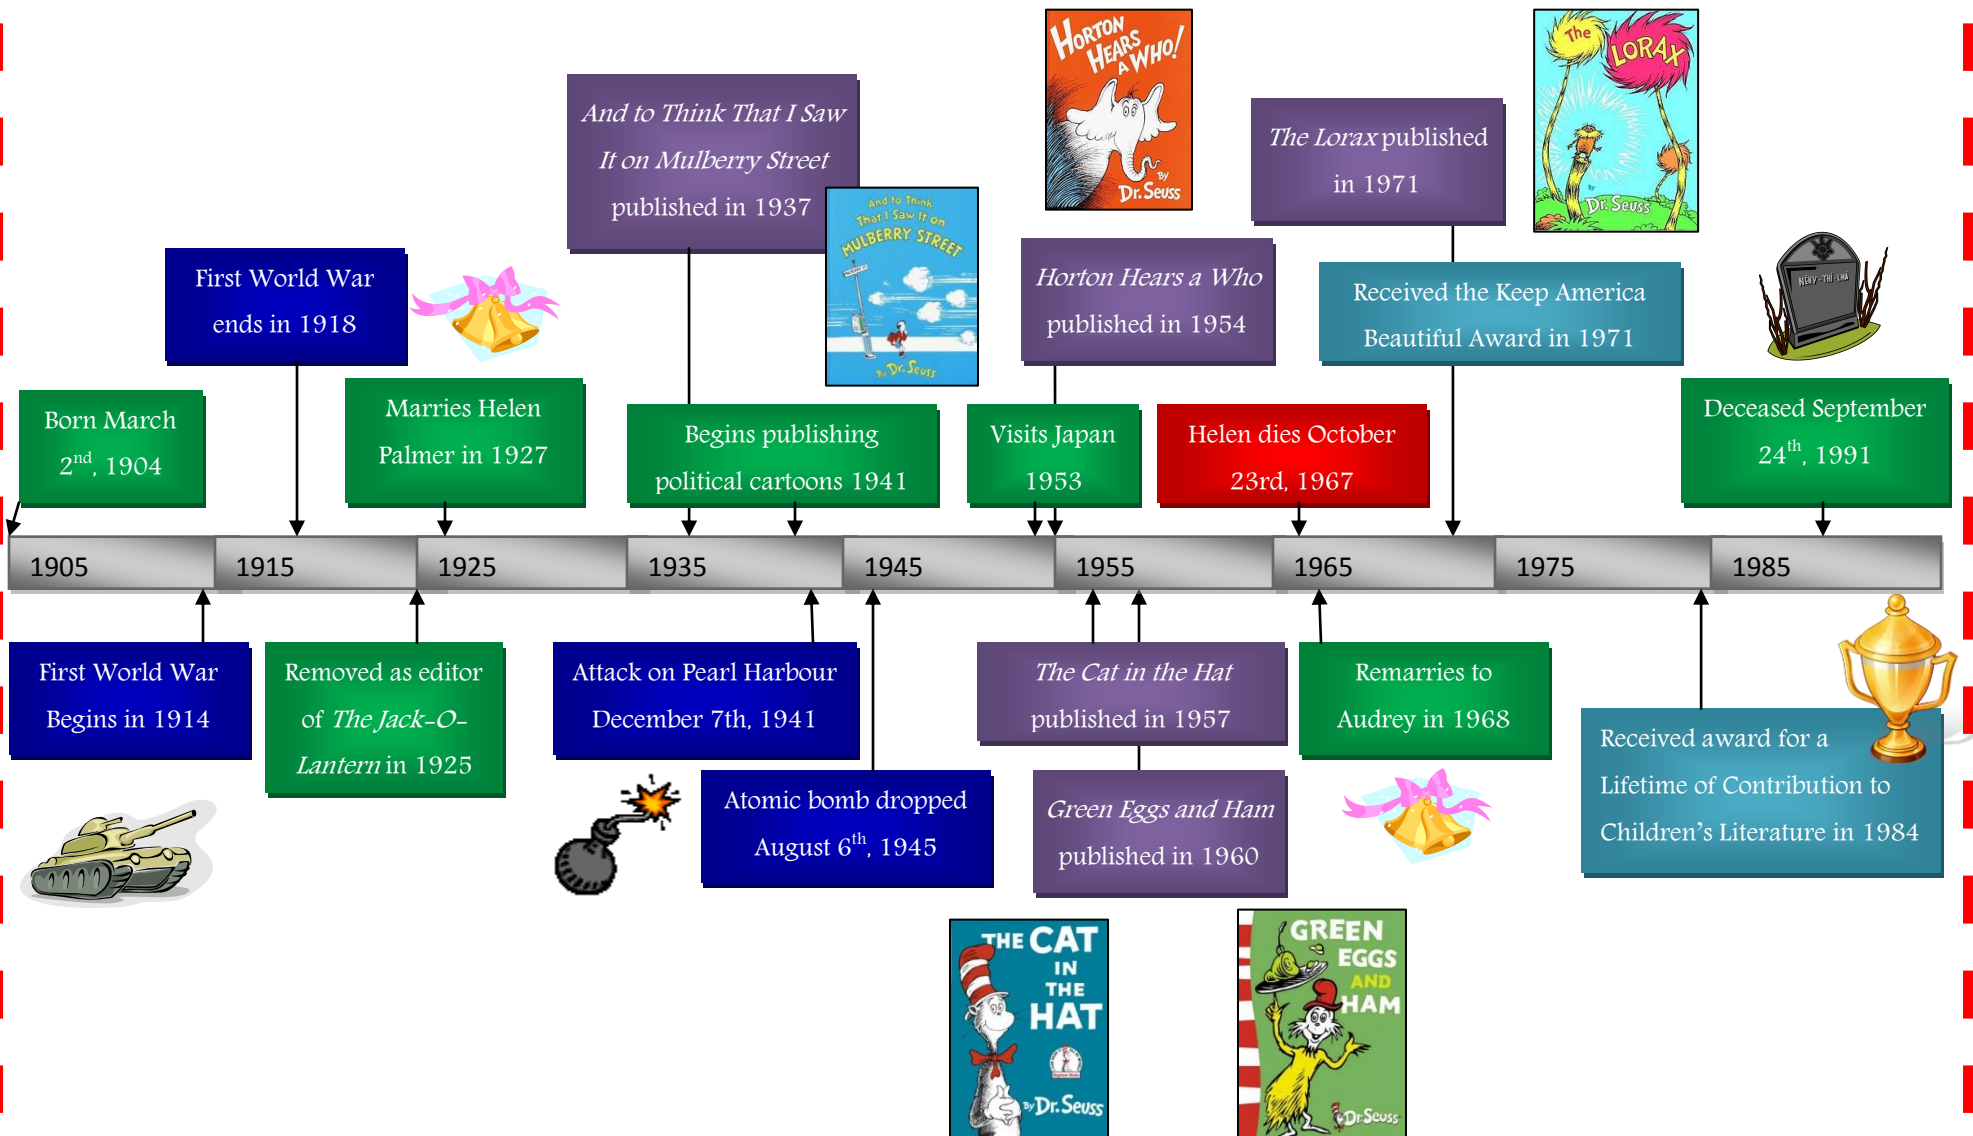 HORTON
HEARS
A WHO!
By
Dr. Seuss
The
LORAX
By
Dr. Seuss
And to Think That I Saw
It on Mulberry Street
published in 1937
The Lorax published
in 1971
And to Think
That I Saw It on
MULBERRY STREET
By Dr. Seuss
First World War
ends in 1918
Horton Hears a Who
published in 1954
Received the Keep America
Beautiful Award in 1971
Born March
2nd, 1904
Marries Helen
Palmer in 1927
Begins publishing
political cartoons 1941
Visits Japan
1953
Helen dies October
23rd, 1967
Deceased September
24th, 1991
1905 1915 1925 1935 1945 1955 1965 1975 1985
First World War
Begins in 1914
Removed as editor
of The Jack-O-
Lantern in 1925
Attack on Pearl Harbour
December 7th, 1941
Atomic bomb dropped
August 6th, 1945
The Cat in the Hat
published in 1957
Green Eggs and Ham
published in 1960
Remarries to
Audrey in 1968
Received award for a
Lifetime of Contribution to
Children's Literature in 1984
THE CAT
IN
THE
HAT
By Dr. Seuss
GREEN
EGGS
AND
HAM
Dr. Seuss